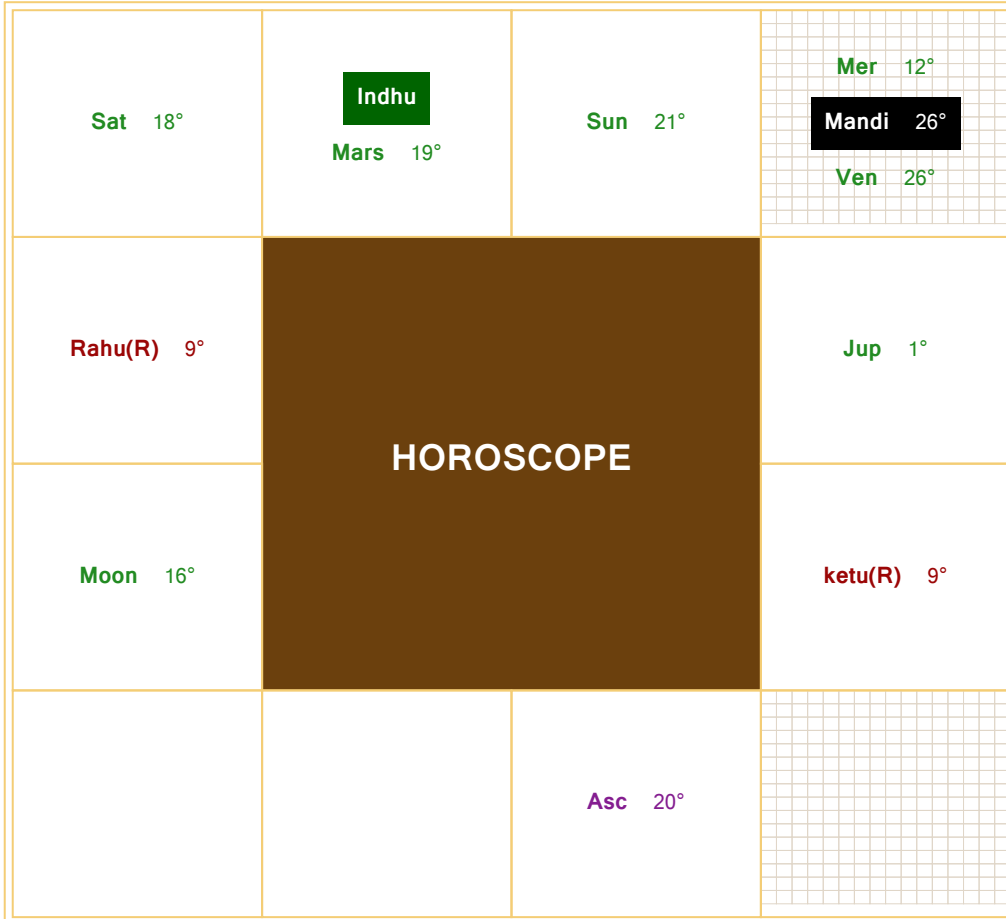 Sat 18°
Indhu
Mars 19°
Sun 21°
Mer 12°
Mandi 26°
Ven 26°
Rahu(R) 9°
Jup 1°
HOROSCOPE
Moon 16°
ketu(R) 9°
Asc 20°